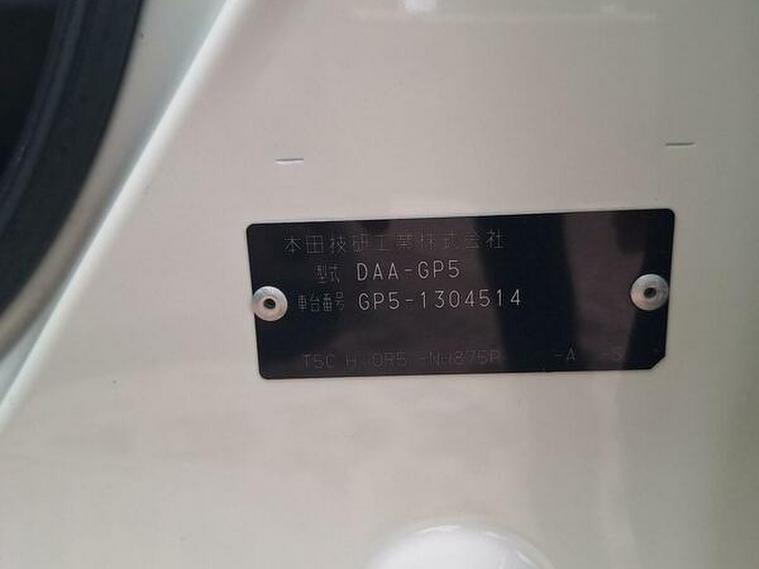 本田技研工業株式会社
型式 DAA-GP5
車台番号 GP5-1304514
-NH875P -A